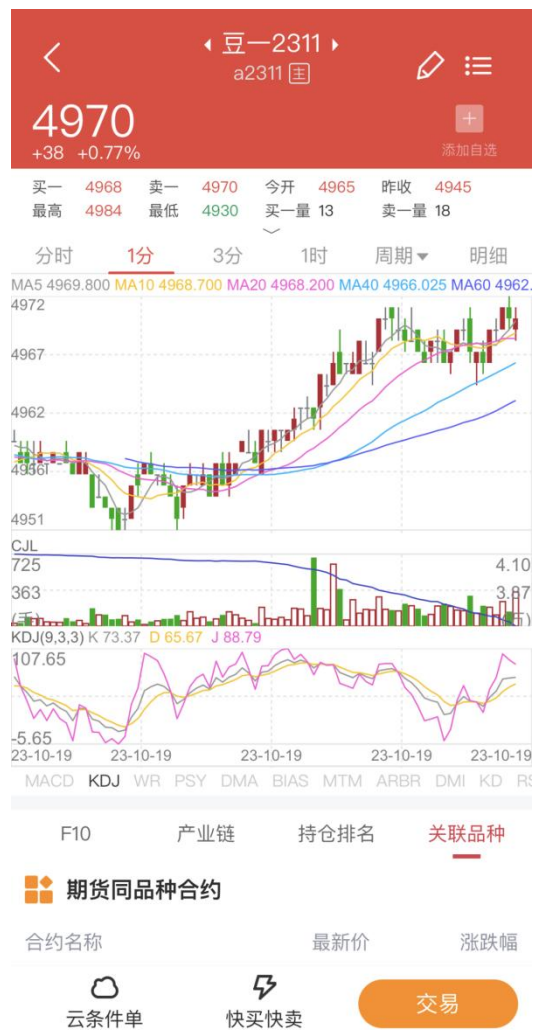 豆一2311
a2311 主
4970
+38 +0.77%
添加自选
买一 4968 卖一 4970 今开 4965 昨收 4945
最高 4984 最低 4930 买一量 13 卖一量 18
分时 1分 3分 1时 周期 明细
MA5 4969.800 MA10 4968.700 MA20 4968.200 MA40 4966.025 MA60 4962.
4972
4967
4962
4956
4951
CJL
725 4.10
363 3.87
(手)
KDJ(9,3,3) K 73.37 D 65.67 J 88.79
107.65
-5.65
23-10-19 23-10-19 23-10-19 23-10-19 23-10-19
MACD KDJ WR PSY DMA BIAS MTM ARBR DMI KD RS
F10 产业链 持仓排名 关联品种
期货同品种合约
合约名称 最新价 涨跌幅
云条件单 快买快卖 交易